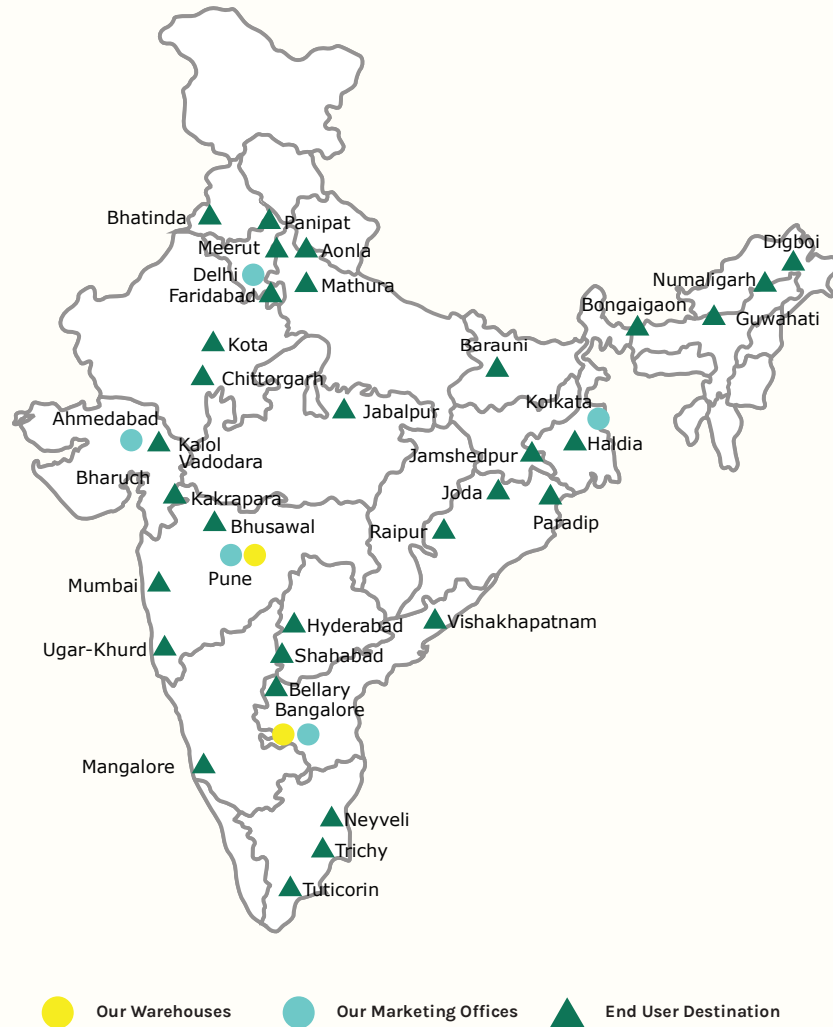 Bhatinda
Panipat
Meerut
Aonla
Delhi
Mathura
Faridabad
Digboi
Numaligarh
Bongaigaon
Guwahati
Kota
Barauni
Chittorgarh
Kolkata
Jabalpur
Ahmedabad
Kalol
Vadodara
Haldia
Jamshedpur
Bharuch
Kakrapara
Joda
Paradip
Bhusawal
Raipur
Pune
Mumbai
Hyderabad
Vishakhapatnam
Ugar-Khurd
Shahabad
Bellary
Bangalore
Mangalore
Neyveli
Trichy
Tuticorin
Our Warehouses
Our Marketing Offices
End User Destination